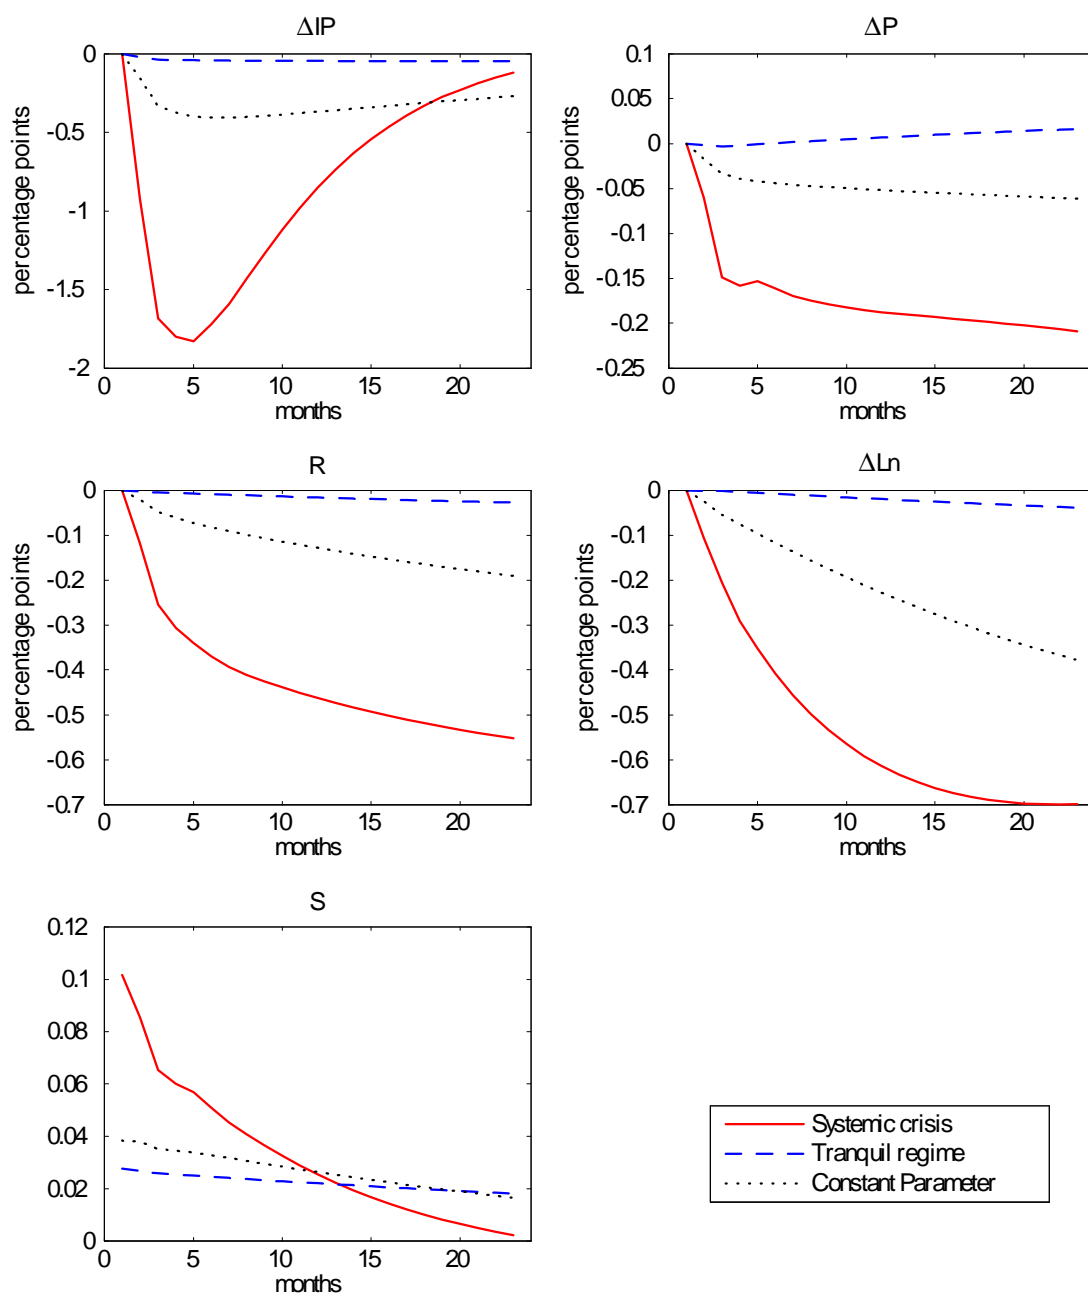 ΔIP
percentage points
0
-0.5
-1
-1.5
-2
0 5 10 15 20
months
ΔP
percentage points
0.1
0.05
0
-0.05
-0.1
-0.15
-0.2
-0.25
0 5 10 15 20
months
R
percentage points
0
-0.1
-0.2
-0.3
-0.4
-0.5
-0.6
-0.7
0 5 10 15 20
months
ΔLn
percentage points
0
-0.1
-0.2
-0.3
-0.4
-0.5
-0.6
-0.7
0 5 10 15 20
months
S
0.12
0.1
0.08
0.06
0.04
0.02
0
0 5 10 15 20
months
Systemic crisis
Tranquil regime
Constant Parameter